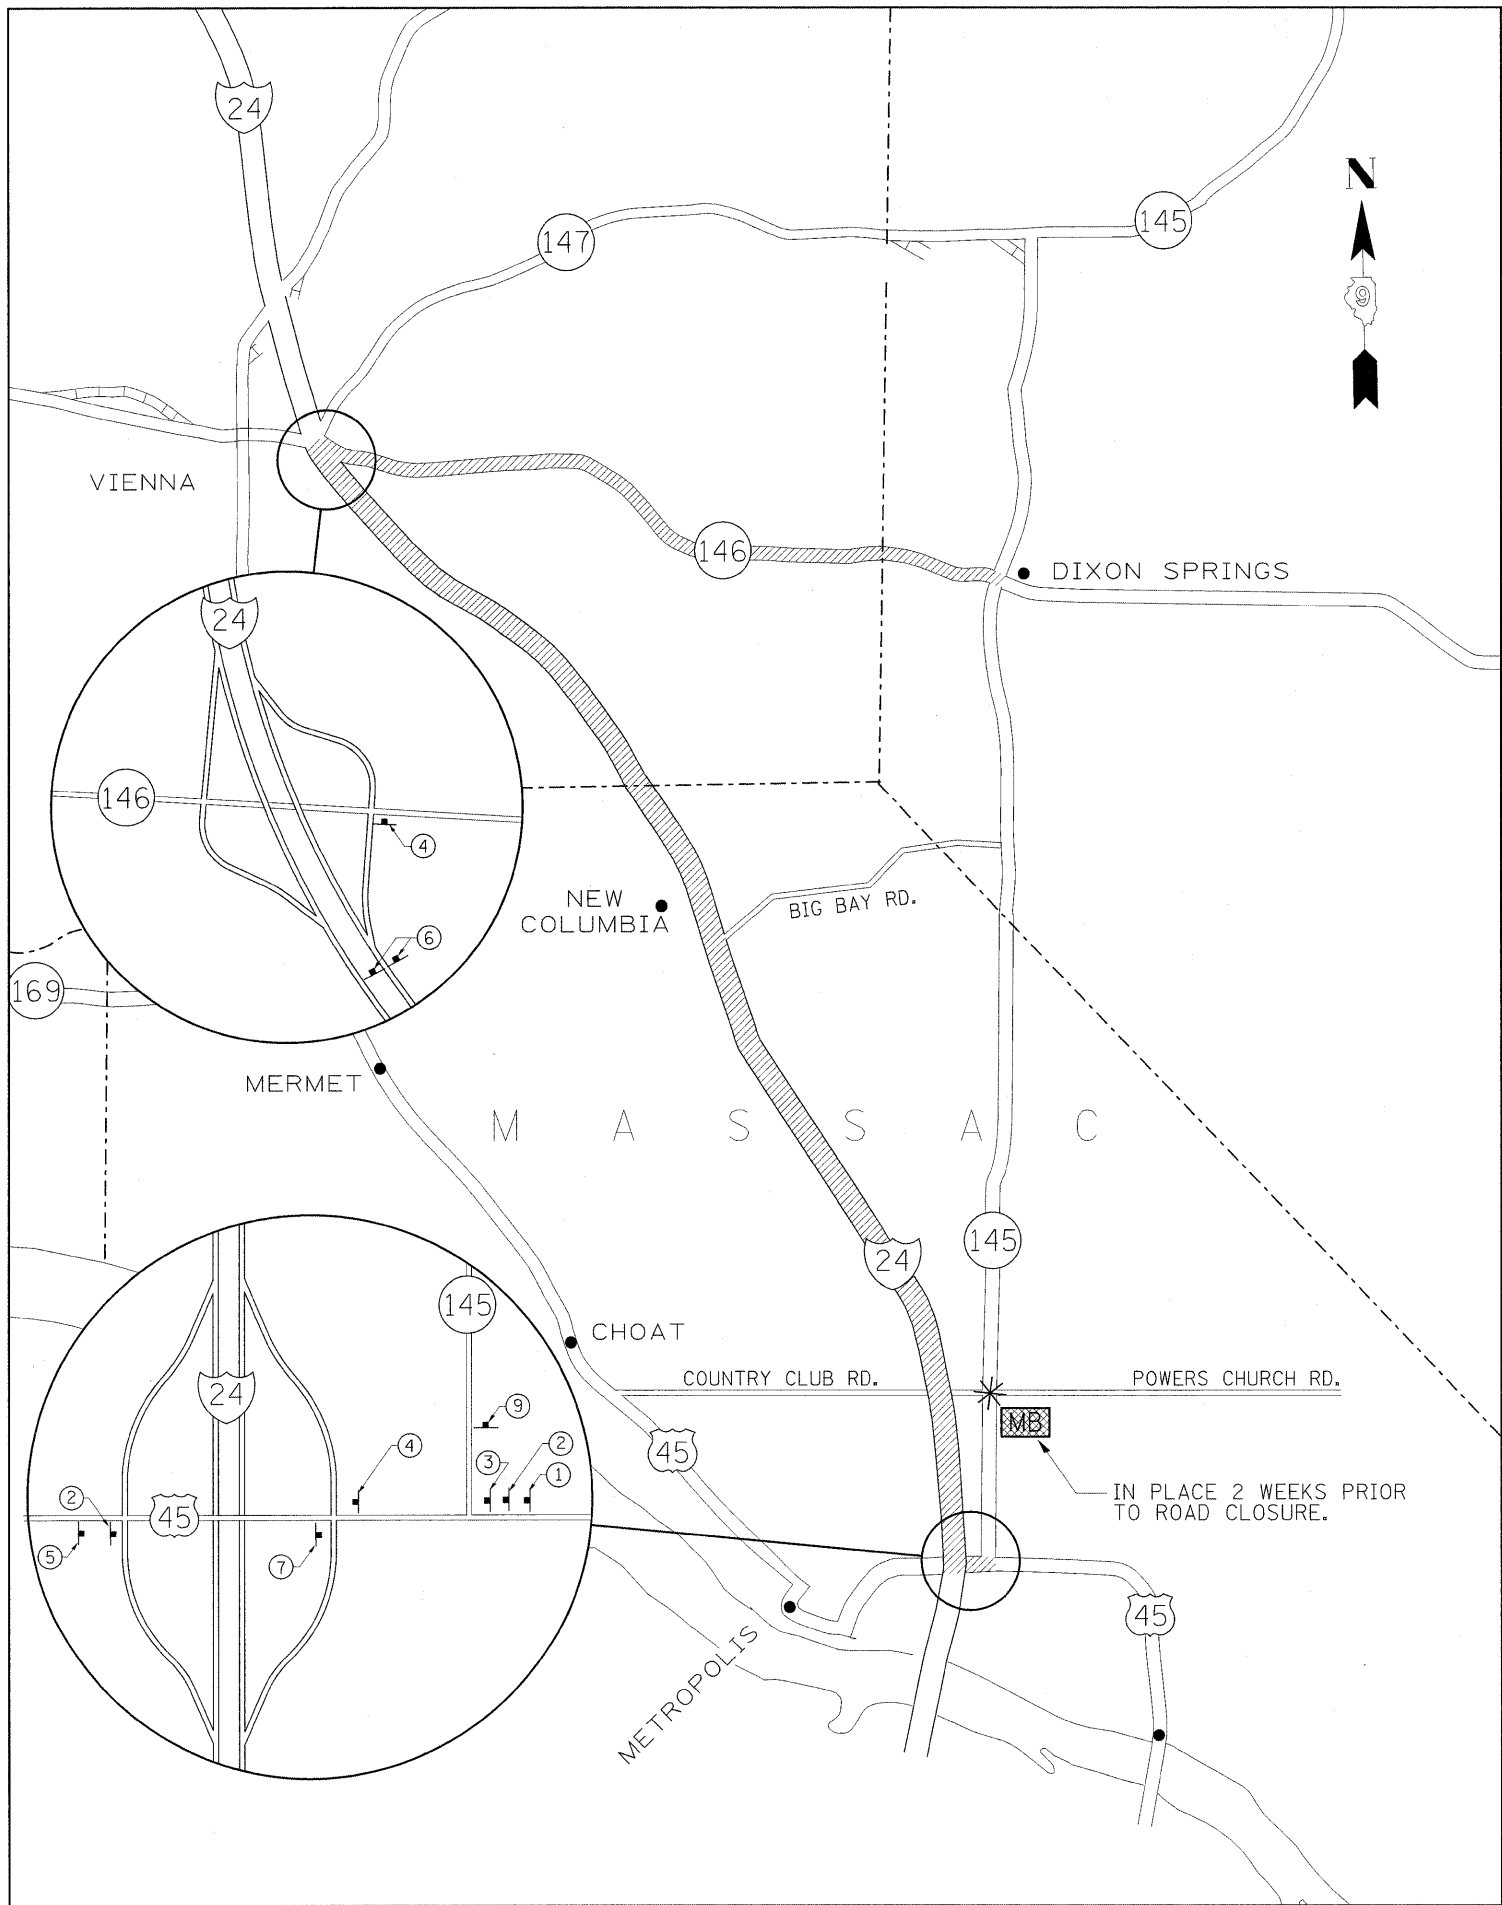 24
N
147
145
9
VIENNA
146
DIXON SPRINGS
24
146
4
NEW
COLUMBIA
BIG BAY RD.
6
169
MERMET
M A S S A C
145
24
145
CHOAT
COUNTRY CLUB RD.
POWERS CHURCH RD.
24
9
MB
4
2
3
1
45
IN PLACE 2 WEEKS PRIOR
TO ROAD CLOSURE.
2
45
5
7
45
METROPOLIS